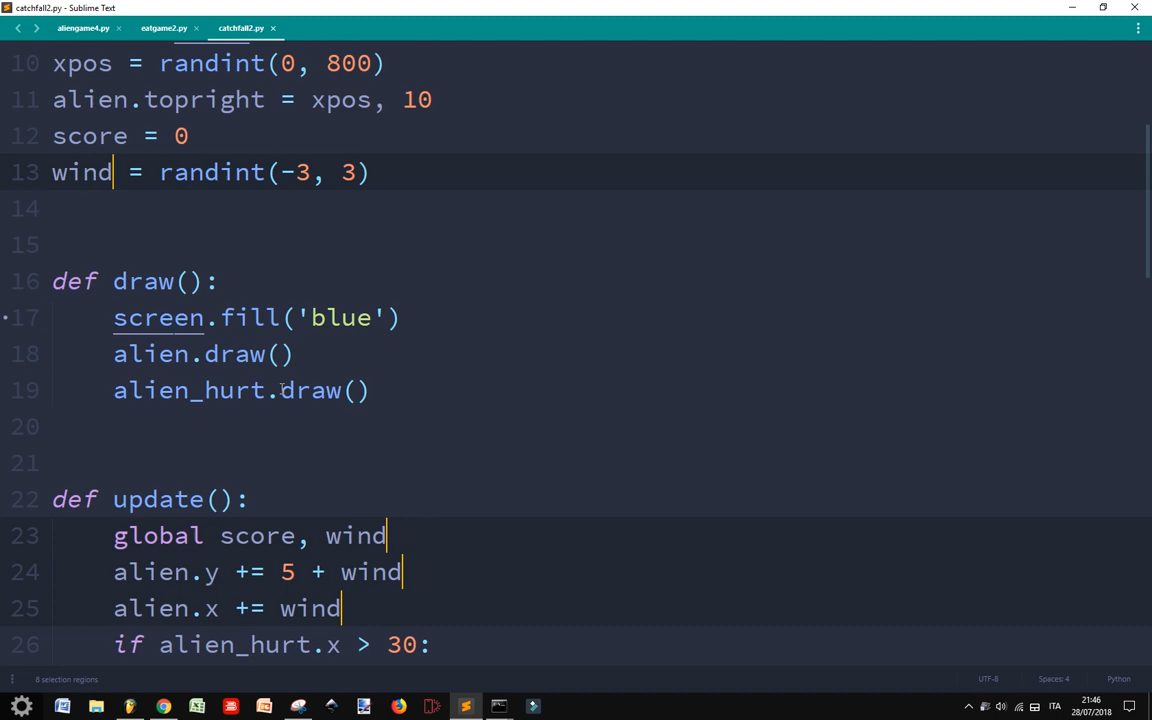 catchfall2.py - Sublime Text
aliengame4.py × eatgame2.py × catchfall2.py ×
10 xpos = randint(0, 800)
11 alien.topright = xpos, 10
12 score = 0
13 wind = randint(-3, 3)
14
15
16 def draw():
17 screen.fill('blue')
18 alien.draw()
19 alien_hurt.draw()
20
21
22 def update():
23 global score, wind
24 alien.y += 5 + wind
25 alien.x += wind
26 if alien_hurt.x > 30:
8 selection regions UTF-8 Spaces: 4 Python
ITA 21:46
28/07/2018